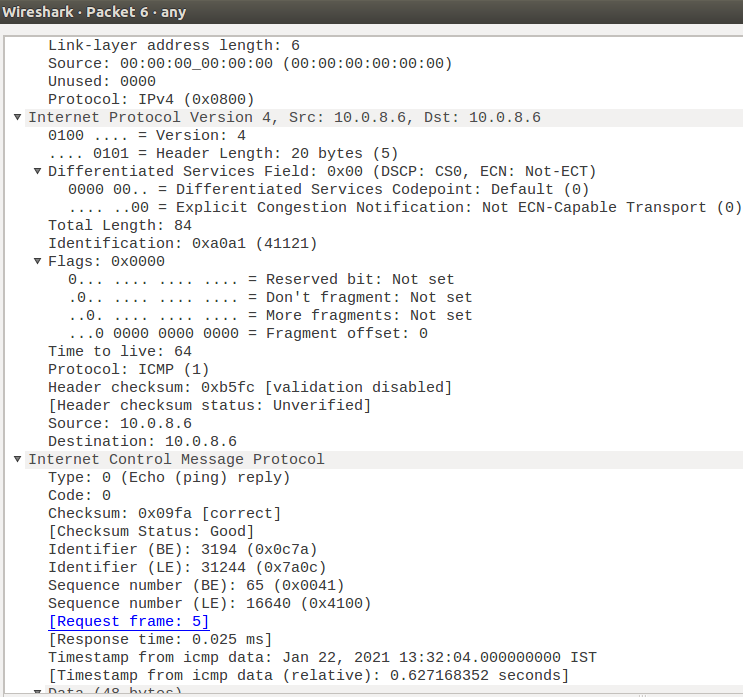 Wireshark · Packet 6 · any
Link-layer address length: 6
Source: 00:00:00_00:00:00 (00:00:00:00:00:00)
Unused: 0000
Protocol: IPv4 (0x0800)
Internet Protocol Version 4, Src: 10.0.8.6, Dst: 10.0.8.6
0100 .... = Version: 4
.... 0101 = Header Length: 20 bytes (5)
Differentiated Services Field: 0x00 (DSCP: CS0, ECN: Not-ECT)
0000 00.. = Differentiated Services Codepoint: Default (0)
.... ..00 = Explicit Congestion Notification: Not ECN-Capable Transport (0)
Total Length: 84
Identification: 0xa0a1 (41121)
Flags: 0x0000
0... .... .... .... = Reserved bit: Not set
.0.. .... .... .... = Don't fragment: Not set
..0. .... .... .... = More fragments: Not set
...0 0000 0000 0000 = Fragment offset: 0
Time to live: 64
Protocol: ICMP (1)
Header checksum: 0xb5fc [validation disabled]
[Header checksum status: Unverified]
Source: 10.0.8.6
Destination: 10.0.8.6
Internet Control Message Protocol
Type: 0 (Echo (ping) reply)
Code: 0
Checksum: 0x09fa [correct]
[Checksum Status: Good]
Identifier (BE): 3194 (0x0c7a)
Identifier (LE): 31244 (0x7a0c)
Sequence number (BE): 65 (0x0041)
Sequence number (LE): 16640 (0x4100)
[Request frame: 5]
[Response time: 0.025 ms]
Timestamp from icmp data: Jan 22, 2021 13:32:04.000000000 IST
[Timestamp from icmp data (relative): 0.627168352 seconds]
Data (48 bytes)